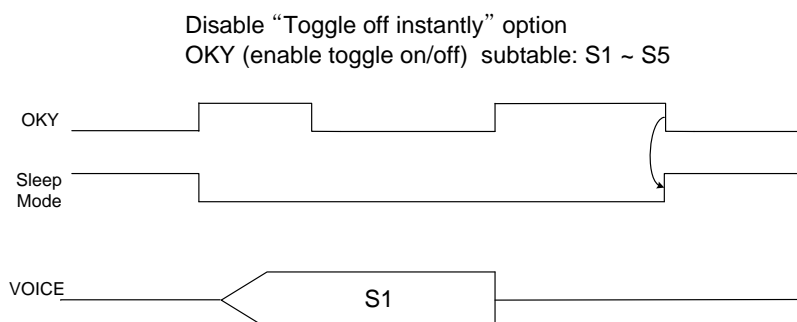 Disable “Toggle off instantly” option
OKY (enable toggle on/off) subtable: S1 ~ S5
OKY
Sleep
Mode
VOICE
S1